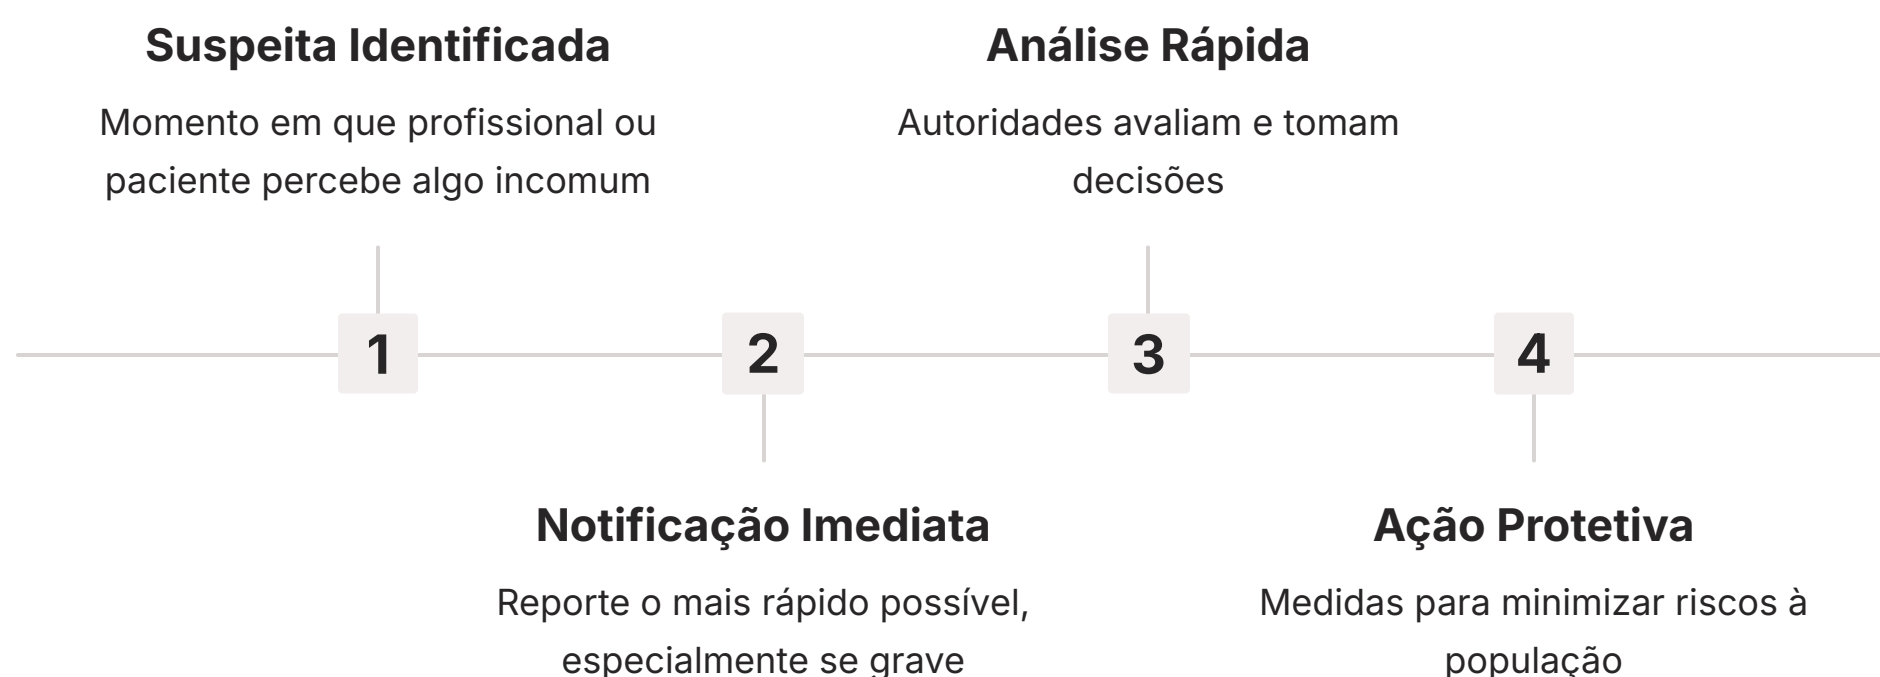 Suspeita Identificada
Momento em que profissional ou
paciente percebe algo incomum
1
2
Notificação Imediata
Reporte o mais rápido possível,
especialmente se grave
Análise Rápida
Autoridades avaliam e tomam
decisões
3
4
Ação Protetiva
Medidas para minimizar riscos à
população